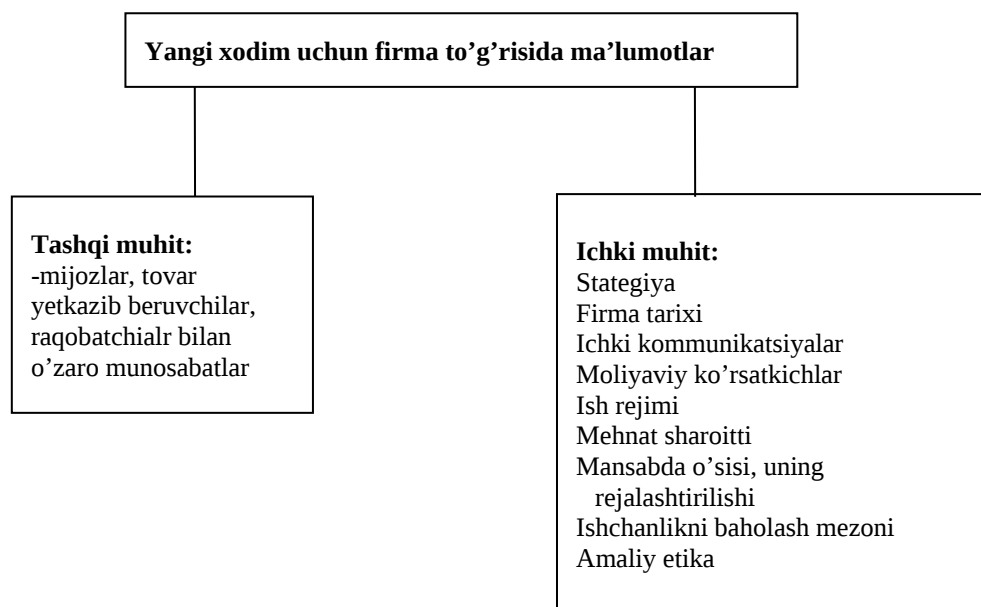 Yangi xodim uchun firma to’g’risida ma’lumotlar
Tashqi muhit:
-mijozlar, tovar
yetkazib beruvchilar,
raqobatchialr bilan
o’zaro munosabatlar
Ichki muhit:
Stategiya
Firma tarixi
Ichki kommunikatsiyalar
Moliyaviy ko’rsatkichlar
Ish rejimi
Mehnat sharoitti
Mansabda o’sisi, uning
rejalashtirilishi
Ishchanlikni baholash mezoni
Amaliy etika